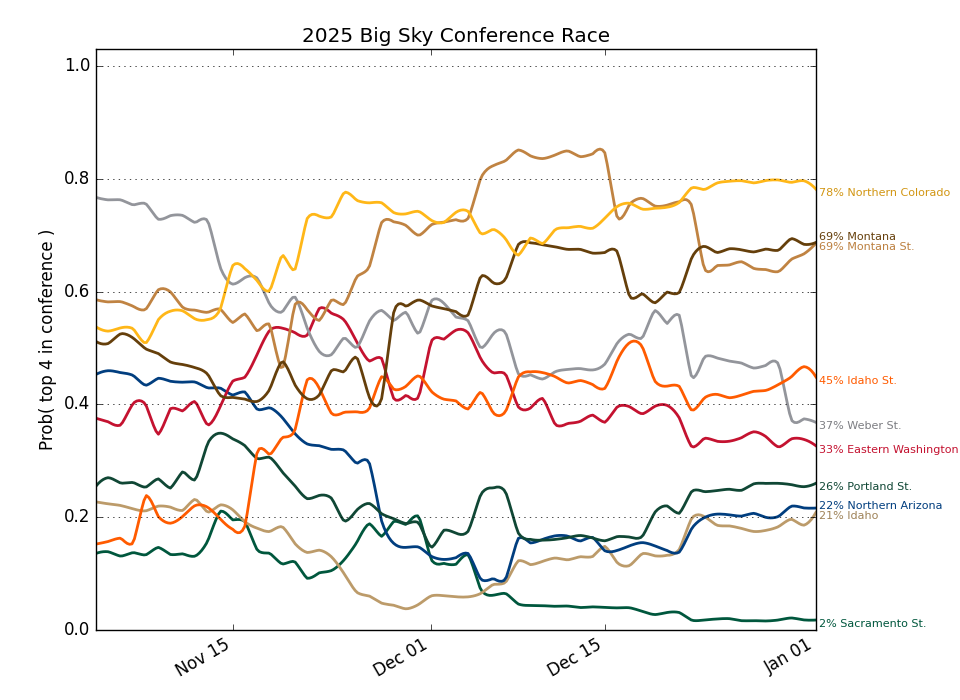 2025 Big Sky Conference Race
Prob( top 4 in conference )
1.0
0.8
0.6
0.4
0.2
0.0
Nov 15
Dec 01
Dec 15
Jan 01
78% Northern Colorado
69% Montana
69% Montana St.
45% Idaho St.
37% Weber St.
33% Eastern Washington
26% Portland St.
22% Northern Arizona
21% Idaho
2% Sacramento St.